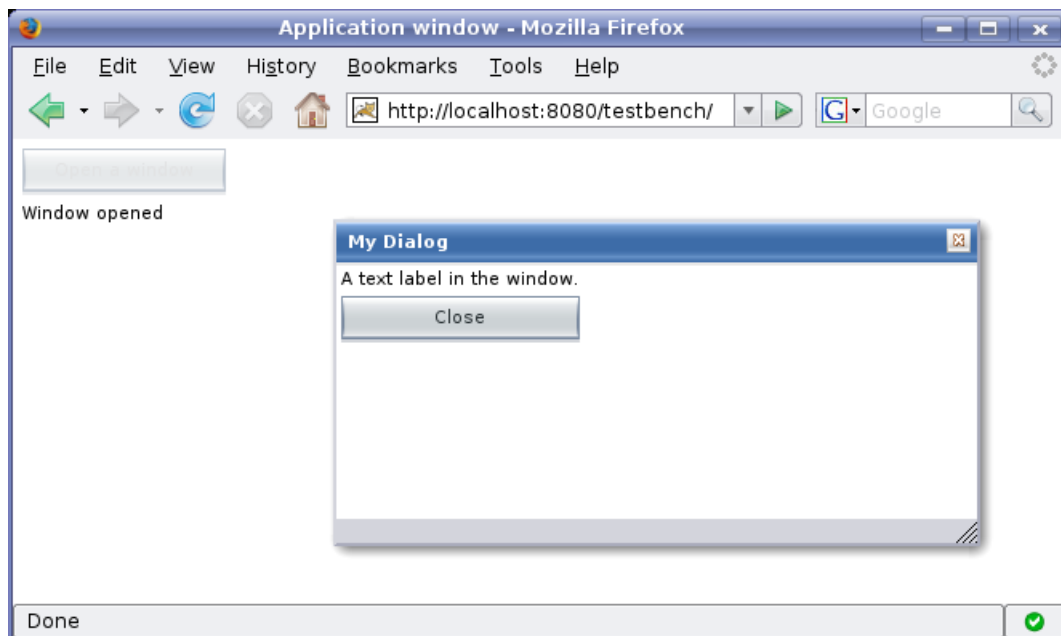 Application window - Mozilla Firefox
File Edit View History Bookmarks Tools Help
http://localhost:8080/testbench/ G Google
Open a window
Window opened
My Dialog
A text label in the window.
Close
Done